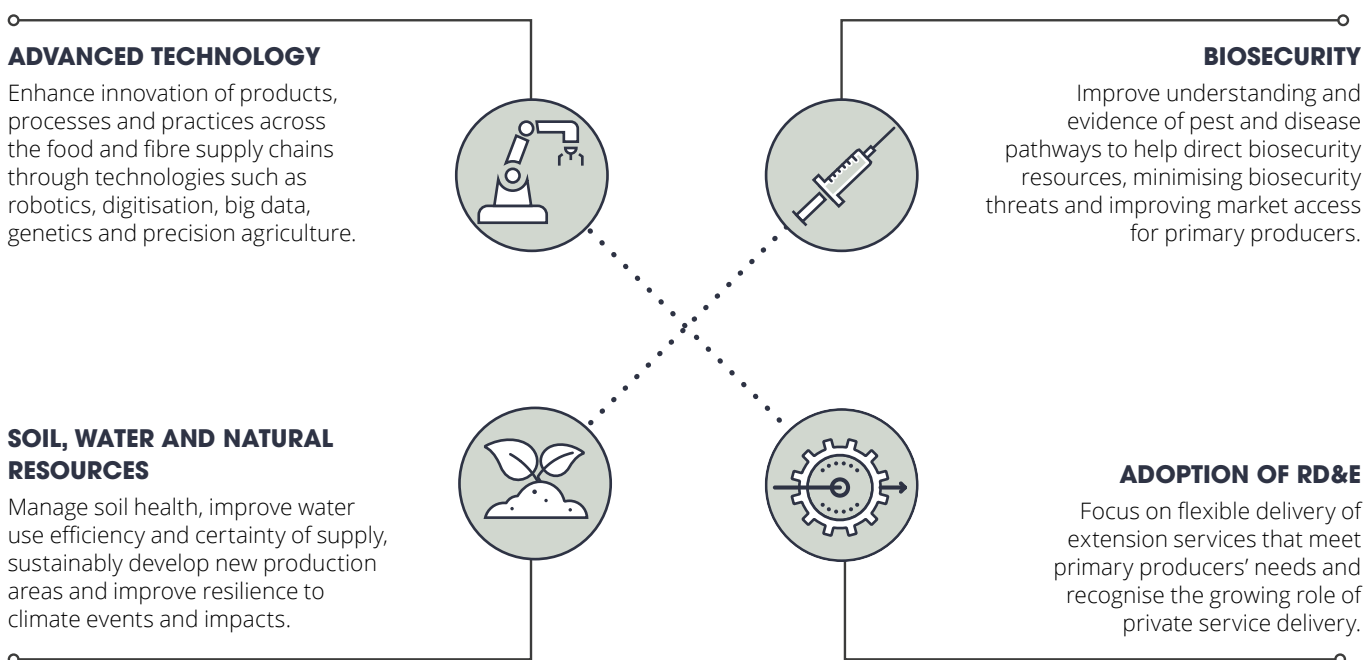 ADVANCED TECHNOLOGY
Enhance innovation of products,
processes and practices across
the food and fibre supply chains
through technologies such as
robotics, digitisation, big data,
genetics and precision agriculture.
BIOSECURITY
Improve understanding and
evidence of pest and disease
pathways to help direct biosecurity
resources, minimising biosecurity
threats and improving market access
for primary producers.
SOIL, WATER AND NATURAL
RESOURCES
Manage soil health, improve water
use efficiency and certainty of supply,
sustainably develop new production
areas and improve resilience to
climate events and impacts.
ADOPTION OF RD&E
Focus on flexible delivery of
extension services that meet
primary producers’ needs and
recognise the growing role of
private service delivery.